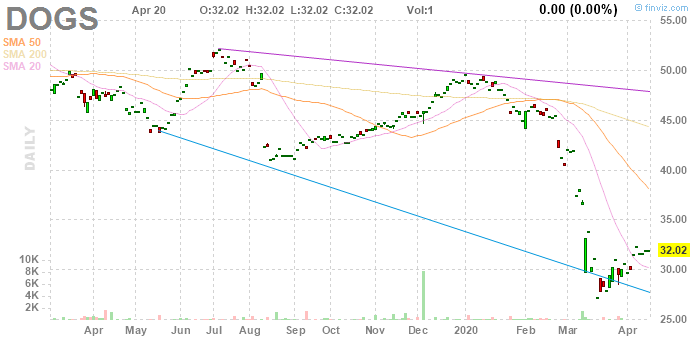 DOGS Apr 20 O:32.02 H:32.02 L:32.02 C:32.02 Vol:1 0.00 (0.00%) © finviz.com
SMA 50
SMA 200
SMA 20
DAILY
55.00
50.00
45.00
40.00
35.00
32.02
30.00
25.00
10K
8K
6K
4K
2K
Apr May Jun Jul Aug Sep Oct Nov Dec 2020 Feb Mar Apr